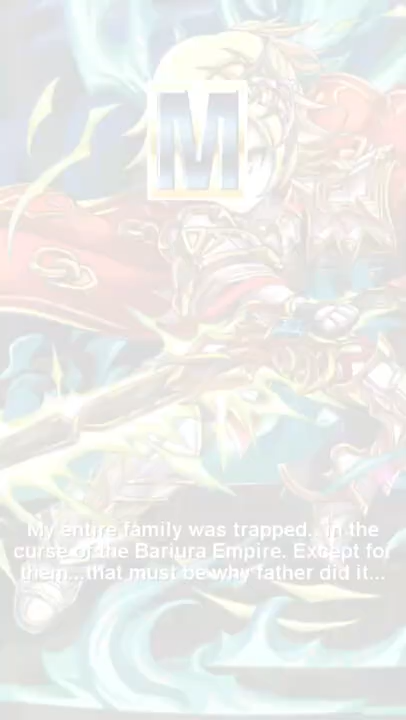 M
My entire family was trapped...in the
curse of the Bariura Empire. Except for
them...that must be why father did it...